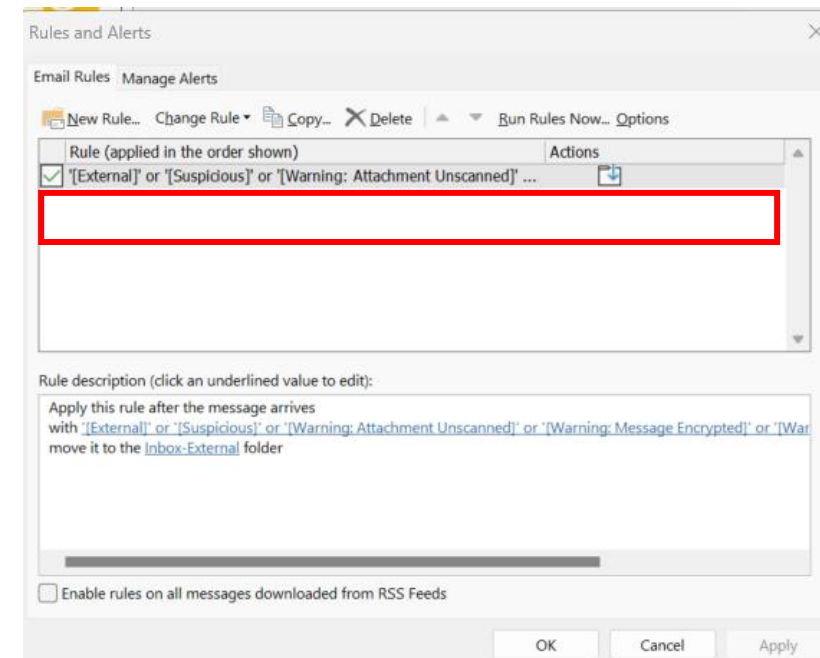 Rules and Alerts
Email Rules Manage Alerts
New Rule... Change Rule Copy... Delete Run Rules Now... Options
Rule (applied in the order shown) Actions
'[External]' or '[Suspicious]' or '[Warning: Attachment Unscanned]' ...
Rule description (click an underlined value to edit):
Apply this rule after the message arrives
with '[External]' or '[Suspicious]' or '[Warning: Attachment Unscanned]' or '[Warning: Message Encrypted]' or '[War
move it to the Inbox-External folder
Enable rules on all messages downloaded from RSS Feeds
OK Cancel Apply